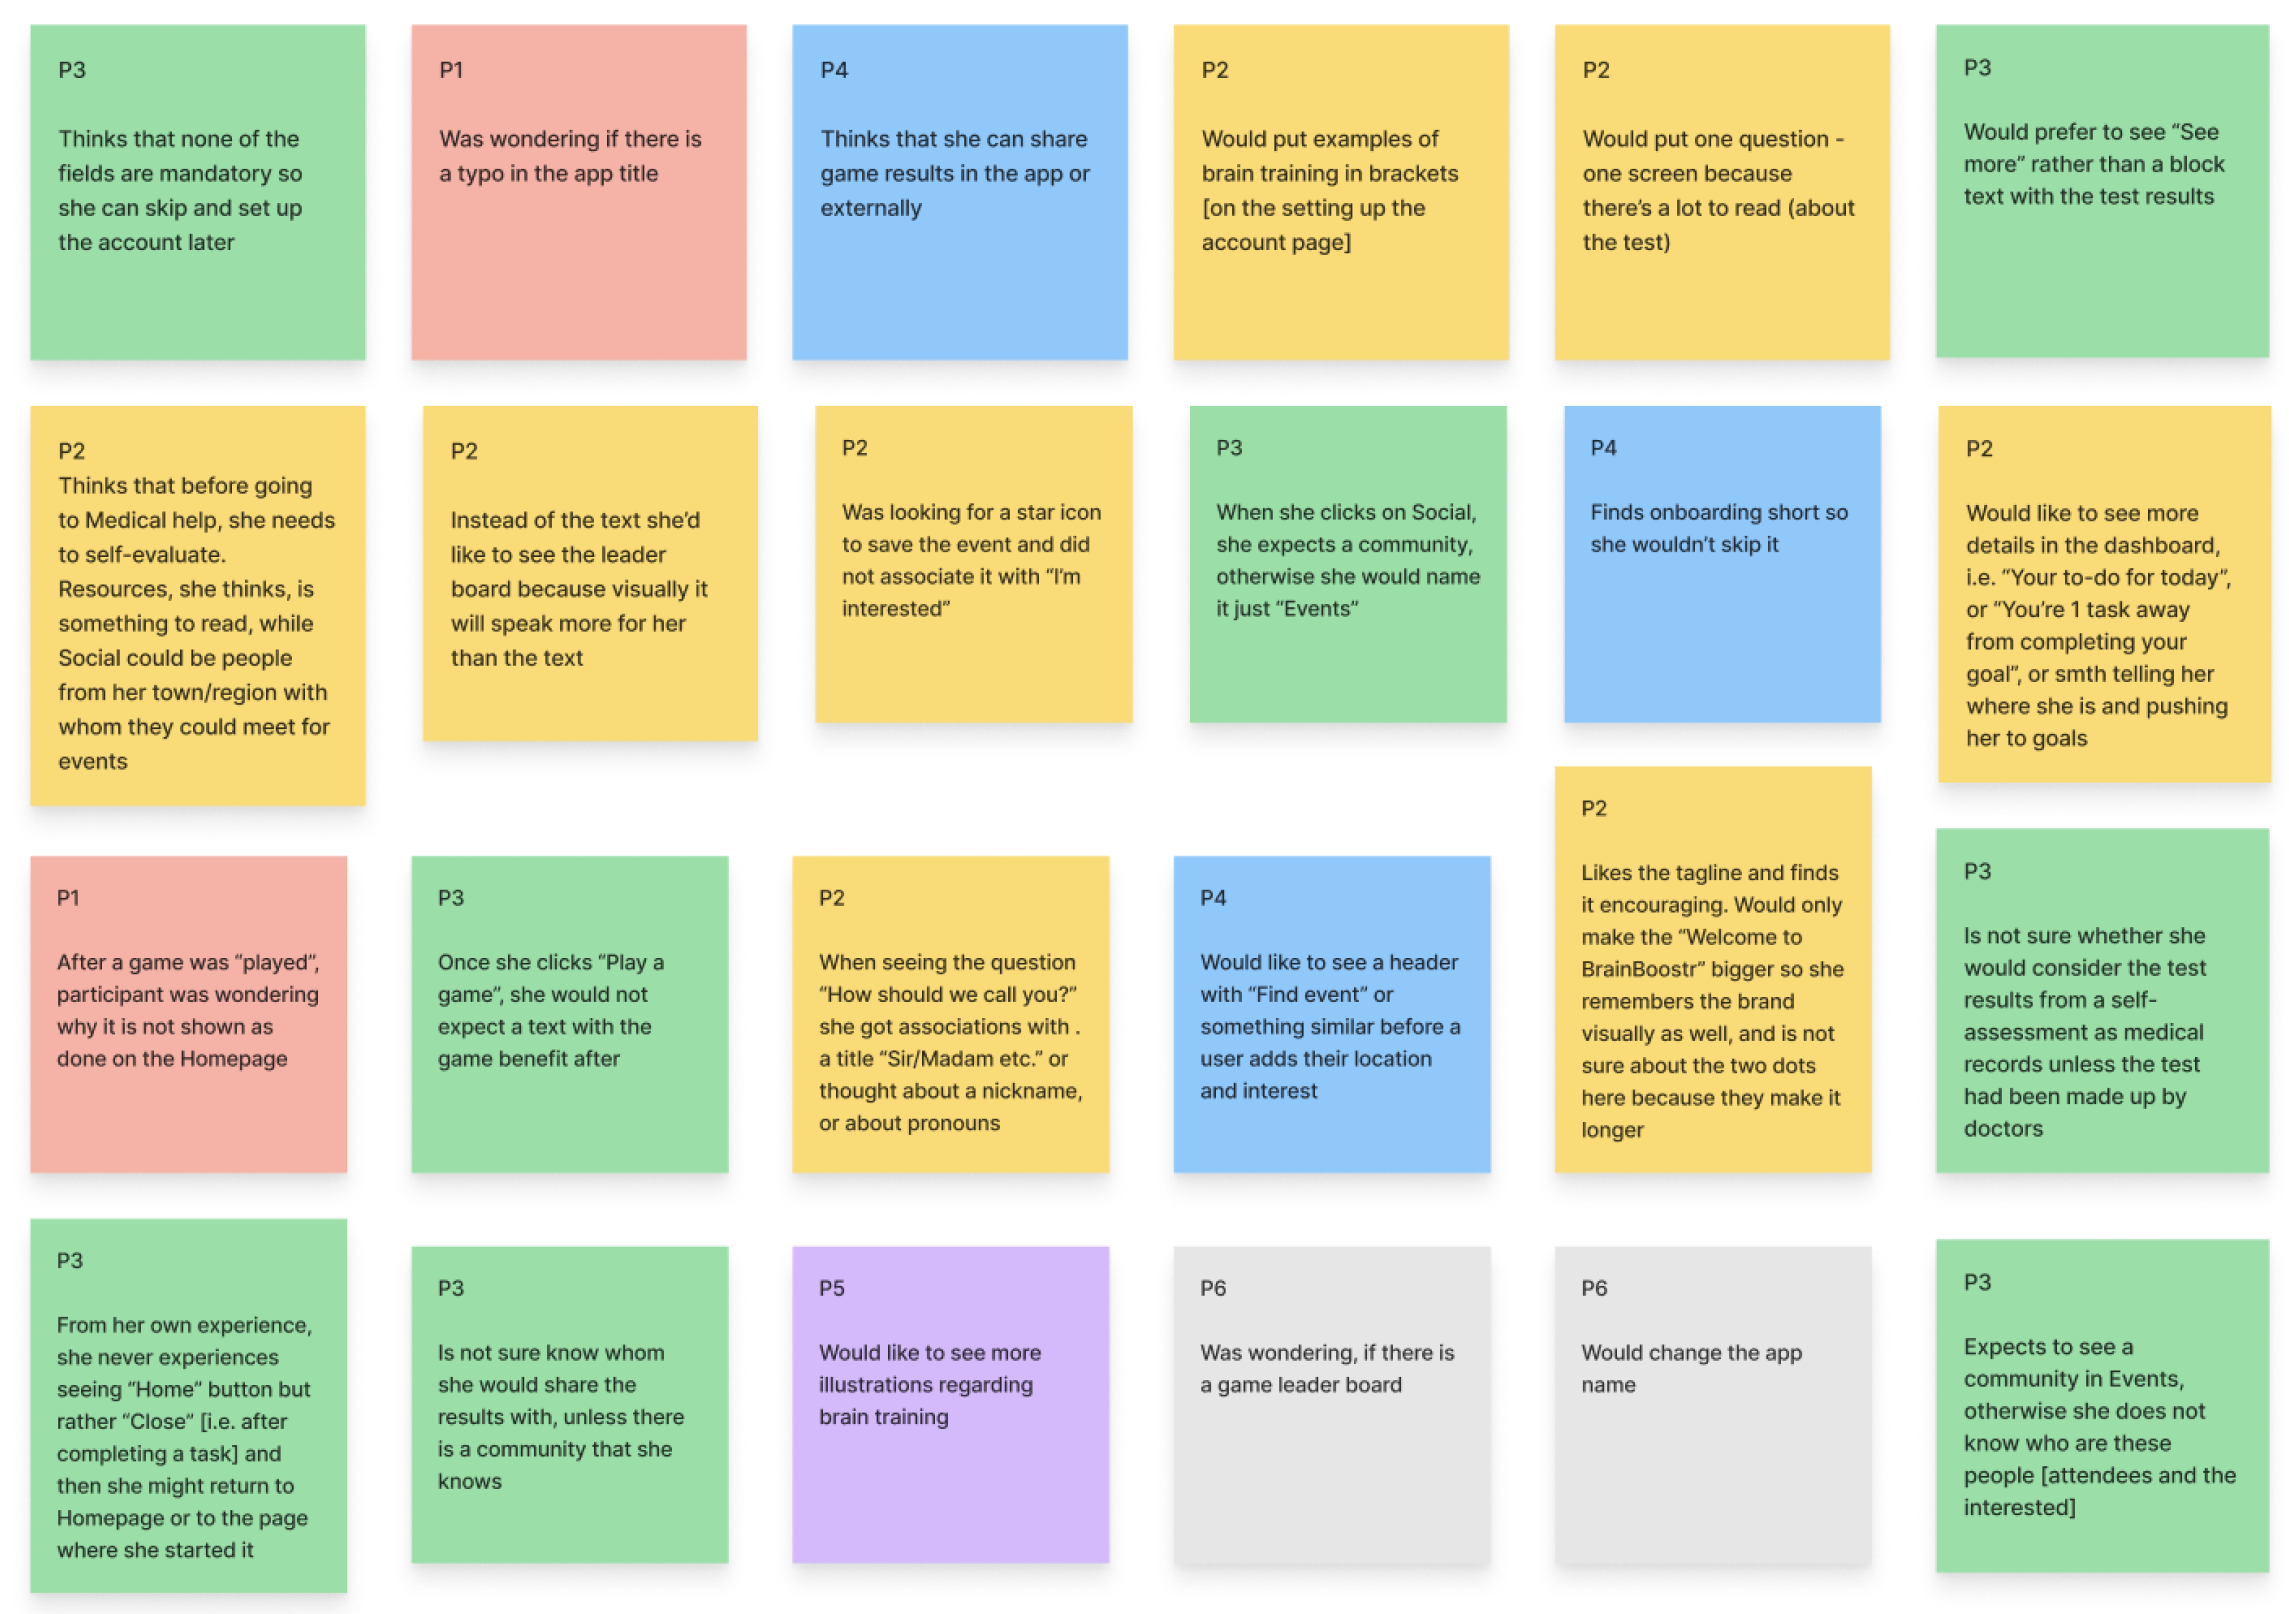 P3
Thinks that none of the
fields are mandatory so
she can skip and set up
the account later
P1
Was wondering if there is
a typo in the app title
P4
Thinks that she can share
game results in the app or
externally
P2
Would put examples of
brain training in brackets
[on the setting up the
account page]
P2
Would put one question -
one screen because
there’s a lot to read (about
the test)
P3
Would prefer to see “See
more” rather than a block
text with the test results
P2
Thinks that before going
to Medical help, she needs
to self-evaluate.
Resources, she thinks, is
something to read, while
Social could be people
from her town/region with
whom they could meet for
events
P2
Instead of the text she’d
like to see the leader
board because visually it
will speak more for her
than the text
P2
Was looking for a star icon
to save the event and did
not associate it with “I’m
interested”
P3
When she clicks on Social,
she expects a community,
otherwise she would name
it just “Events”
P4
Finds onboarding short so
she wouldn’t skip it
P2
Would like to see more
details in the dashboard,
i.e. “Your to-do for today”,
or “You’re 1 task away
from completing your
goal”, or smth telling her
where she is and pushing
her to goals
P1
After a game was “played”,
participant was wondering
why it is not shown as
done on the Homepage
P3
Once she clicks “Play a
game”, she would not
expect a text with the
game benefit after
P2
When seeing the question
“How should we call you?”
she got associations with .
a title “Sir/Madam etc.” or
thought about a nickname,
or about pronouns
P4
Would like to see a header
with “Find event” or
something similar before a
user adds their location
and interest
P2
Likes the tagline and finds
it encouraging. Would only
make the “Welcome to
BrainBoostr” bigger so she
remembers the brand
visually as well, and is not
sure about the two dots
here because they make it
longer
P3
Is not sure whether she
would consider the test
results from a self-
assessment as medical
records unless the test
had been made up by
doctors
P3
From her own experience,
she never experiences
seeing “Home” button but
rather “Close” [i.e. after
completing a task] and
then she might return to
Homepage or to the page
where she started it
P3
Is not sure know whom
she would share the
results with, unless there
is a community that she
knows
P5
Would like to see more
illustrations regarding
brain training
P6
Was wondering, if there is
a game leader board
P6
Would change the app
name
P3
Expects to see a
community in Events,
otherwise she does not
know who are these
people [attendees and the
interested]